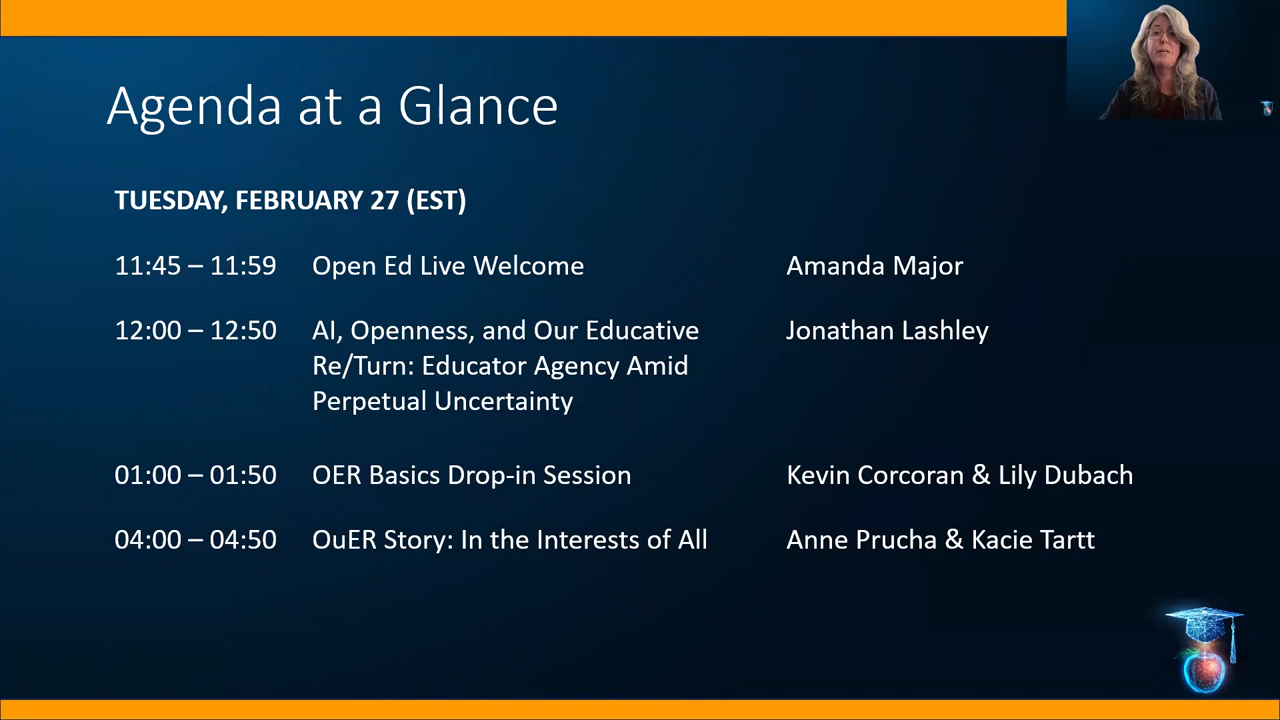 Agenda at a Glance
TUESDAY, FEBRUARY 27 (EST)
11:45 – 11:59 Open Ed Live Welcome Amanda Major
12:00 – 12:50 AI, Openness, and Our Educative Jonathan Lashley
Re/Turn: Educator Agency Amid
Perpetual Uncertainty
01:00 – 01:50 OER Basics Drop-in Session Kevin Corcoran & Lily Dubach
04:00 – 04:50 OuER Story: In the Interests of All Anne Prucha & Kacie Tartt